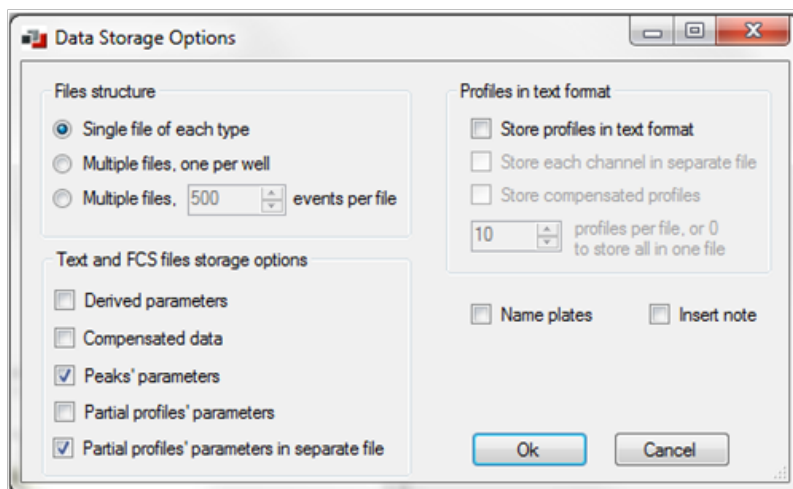 Data Storage Options
Files structure
Single file of each type
Multiple files, one per well
Multiple files, 500 events per file
Text and FCS files storage options
Derived parameters
Compensated data
Peaks' parameters
Partial profiles' parameters
Partial profiles' parameters in separate file
Profiles in text format
Store profiles in text format
Store each channel in separate file
Store compensated profiles
10 profiles per file, or 0
to store all in one file
Name plates Insert note
Ok Cancel